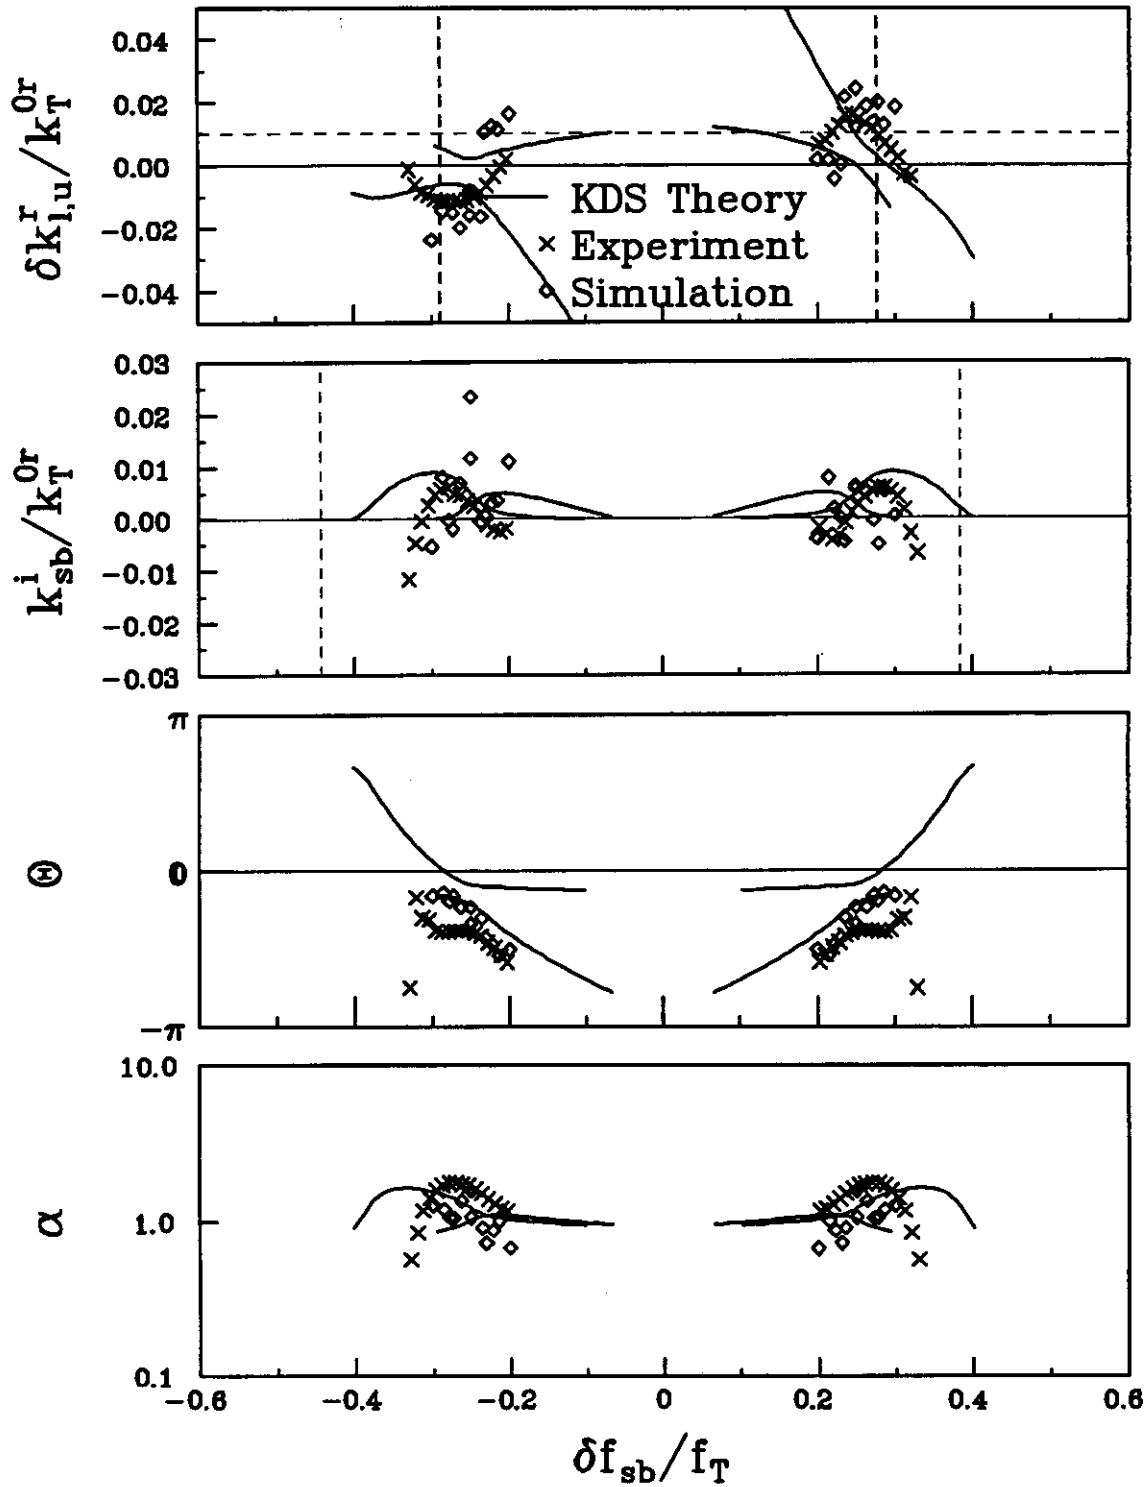 δk^r_{l,u}/k_T^{0r}
0.04
0.02
0.00
−0.02
−0.04
KDS Theory
Experiment
Simulation
k^i_{sb}/k_T^{0r}
0.03
0.02
0.01
0.00
−0.01
−0.02
−0.03
Θ
π
0
−π
α
10.0
1.0
0.1
−0.6
−0.4
−0.2
0
0.2
0.4
0.6
δf_{sb}/f_T